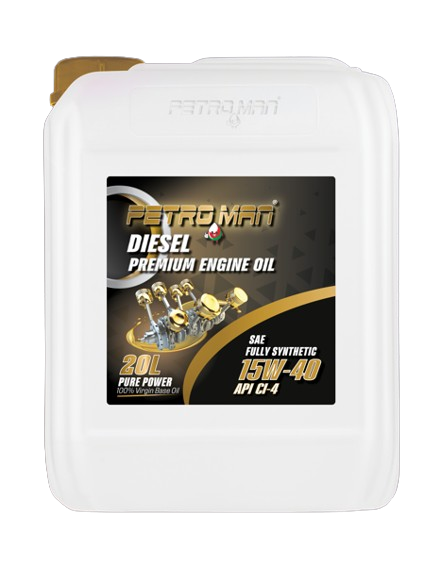 PETROMAN
PETROMAN®
DIESEL
PREMIUM ENGINE OIL
SAE
FULLY SYNTHETIC
15W-40
API CI-4
20L
PURE POWER
100% Virgin Base Oil